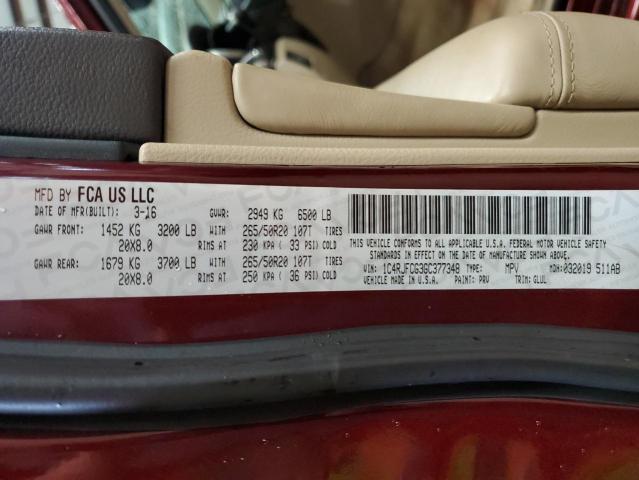 MFD BY FCA US LLC
DATE OF MFR(BUILT): 3-16 GVWR: 2949 KG 6500 LB
GAWR FRONT: 1452 KG 3200 LB WITH 265/50R20 107T TIRES
20X8.0 RIMS AT 230 KPA ( 33 PSI) COLD
GAWR REAR: 1679 KG 3700 LB WITH 265/50R20 107T TIRES
20X8.0 RIMS AT 250 KPA ( 36 PSI) COLD
THIS VEHICLE CONFORMS TO ALL APPLICABLE U.S.A. FEDERAL MOTOR VEHICLE SAFETY
STANDARDS IN EFFECT ON THE DATE OF MANUFACTURE SHOWN ABOVE.
VIN: 1C4RJFCG3GC377348 TYPE: MPV MDH: 032019 511AB
VEHICLE MADE IN U.S.A. PAINT: PRV TRIM: GLUL